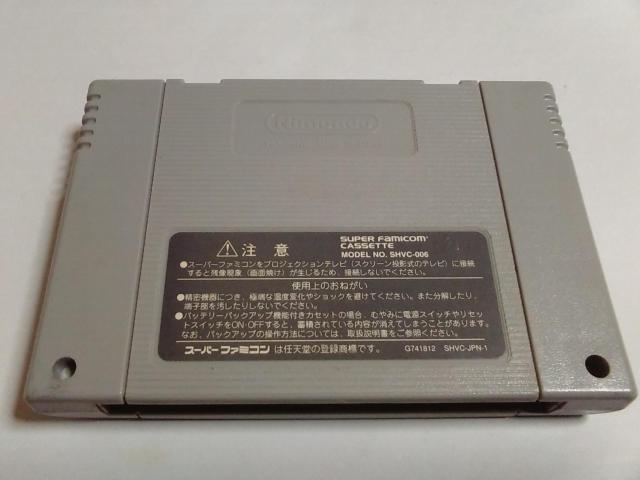 Nintendo
⚠注意
SUPER Famicom
CASSETTE
MODEL NO. SHVC-006
●スーパーファミコンをプロジェクションテレビ(スクリーン投影式のテレビ)に接続
すると残像現象(画面焼け)が生じるため、接続しないでください。
使用上のおねがい
●精密機器につき、極端な温度変化やショックを避けてください。また分解したり、
端子部を汚したりしないでください。
●バッテリーバックアップ機能付きカセットの場合、むやみに電源スイッチやリセッ
トスイッチをON・OFFすると、蓄積されている内容が消えてしまうことがあります。
なお、バックアップの操作方法については、取扱説明書をご参照ください。
スーパーファミコンは任天堂の登録商標です。
G741812 SHVC-JPN-1